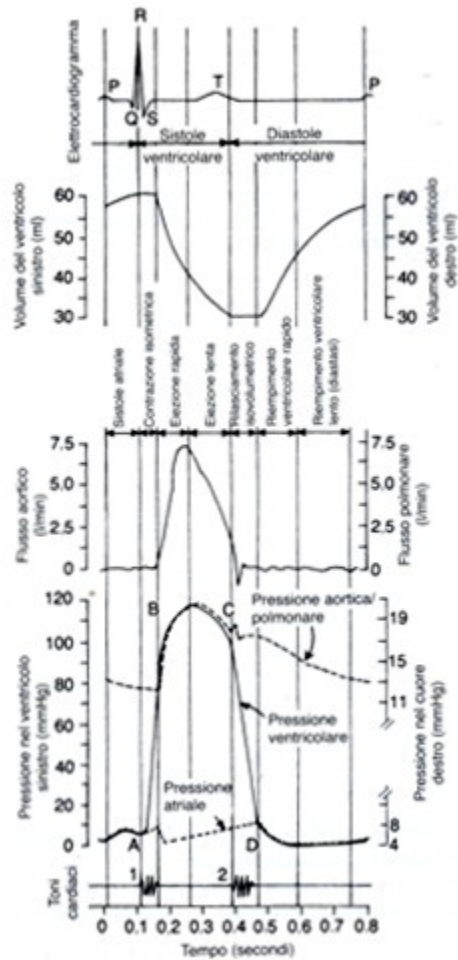 R
P
T
P
Q
S
Elettrocardiogramma
Sistole
ventricolare
Diastole
ventricolare
Volume del ventricolo
sinistro (ml)
60
50
40
30
60
50
40
30
Volume del ventricolo
destro (ml)
Sistole atriale
Contrazione isometrica
Eiezione rapida
Eiezione lenta
Rilasciamento
isovolumetrico
Riempimento
ventricolare rapido
Riempimento ventricolare
lento (diastasi)
Flusso aortico
(l/min)
7.5
5.0
2.5
0
7.5
5.0
2.5
0
Flusso polmonare
(l/min)
Pressione nel ventricolo
sinistro (mmHg)
120
100
80
60
40
20
0
B
C
Pressione aortica/
polmonare
Pressione
ventricolare
Pressione
atriale
A
D
19
15
11
8
4
Pressione nel cuore
destro (mmHg)
Toni
cardiaci
1
2
0 0.1 0.2 0.3 0.4 0.5 0.6 0.7 0.8
Tempo (secondi)